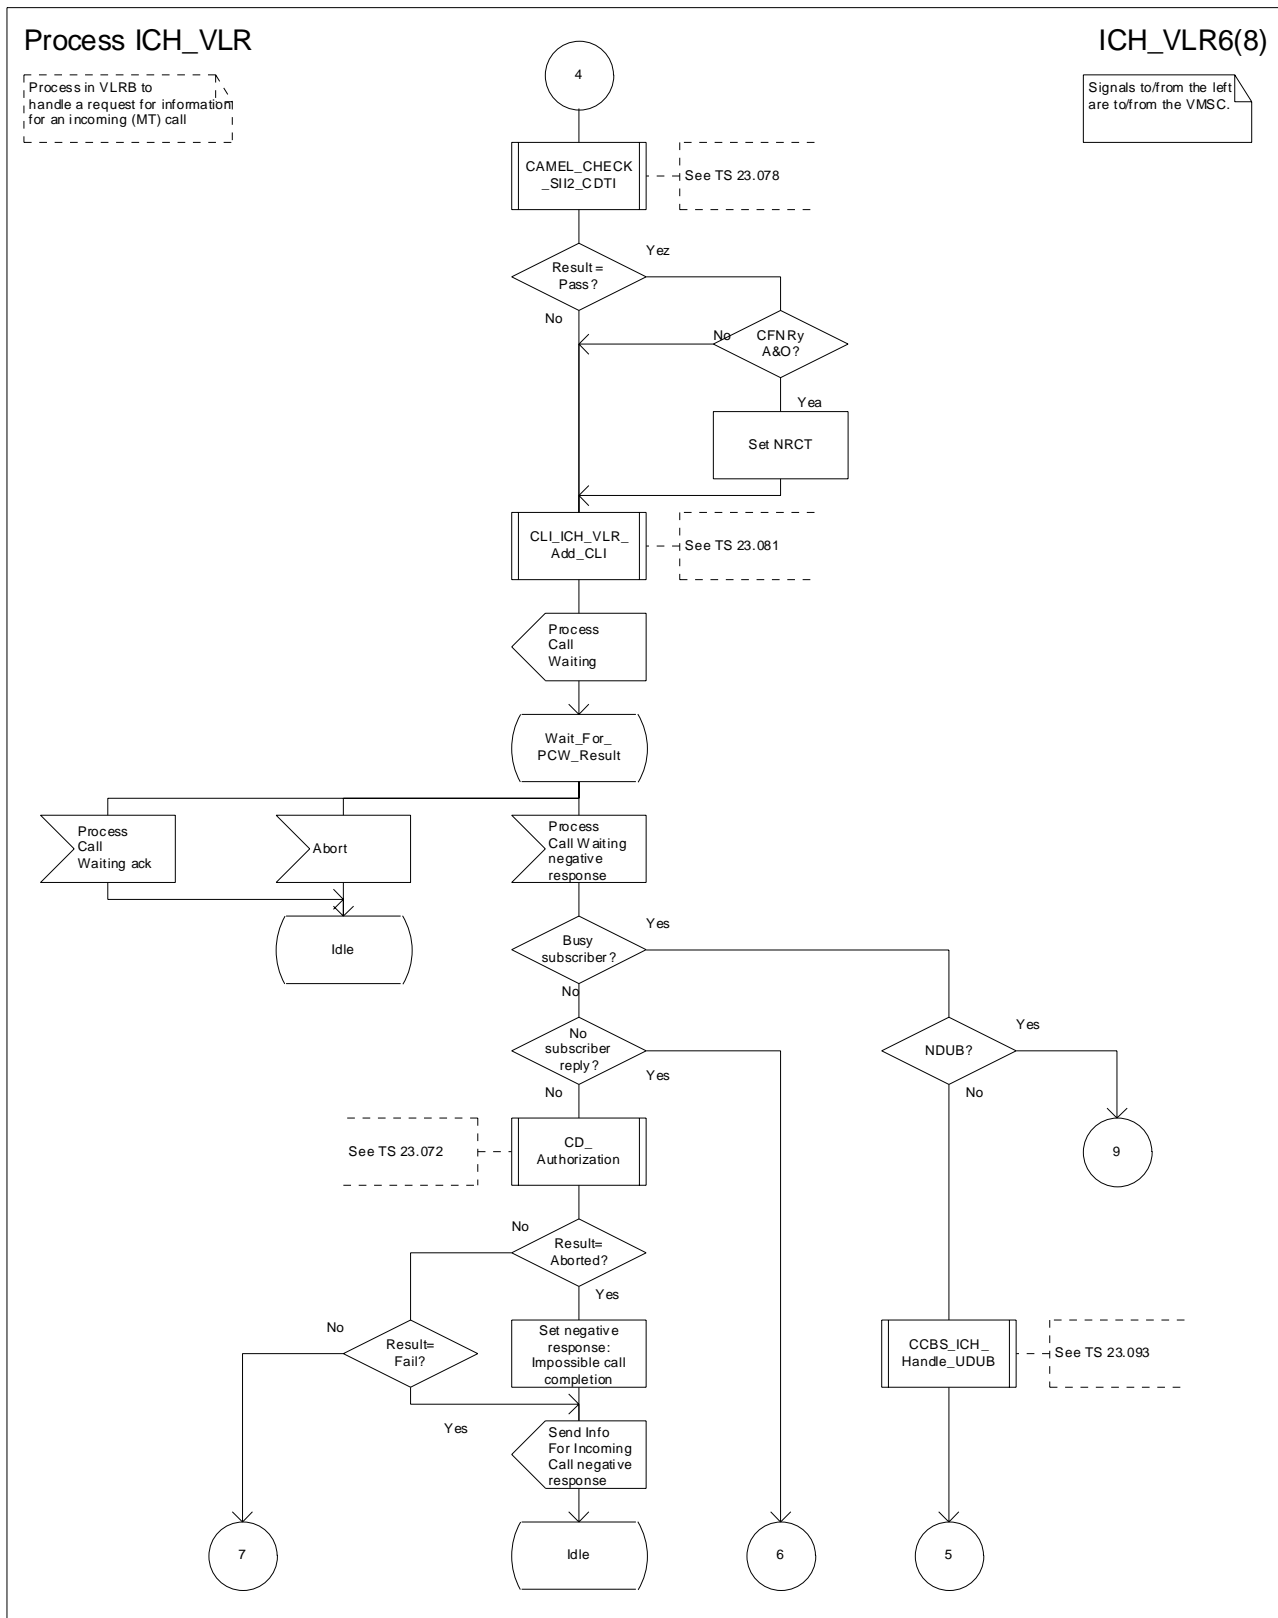 Process ICH_VLR
ICH_VLR6(8)
Process in VLRB to
handle a request for information
for an incoming (MT) call
4
Signals to/from the left
are to/from the VMSC.
CAMEL_CHECK
_SII2_CDTI
See TS 23.078
Yez
Result =
Pass?
No
No
CFNRy
A&O?
Yea
Set NRCT
CLI_ICH_VLR_
Add_CLI
See TS 23.081
Process
Call
Waiting
Wait_For_
PCW_Result
Process
Call
Waiting ack
Abort
Process
Call Waiting
negative
response
Idle
Busy
subscriber?
Yes
No
No
subscriber
reply?
Yes
No
NDUB?
Yes
No
See TS 23.072
CD_
Authorization
9
No
Result=
Aborted?
Yes
No
Result=
Fail?
Yes
Set negative
response:
Impossible call
completion
CCBS_ICH_
Handle_UDUB
See TS 23.093
Send Info
For Incoming
Call negative
response
7
Idle
6
5